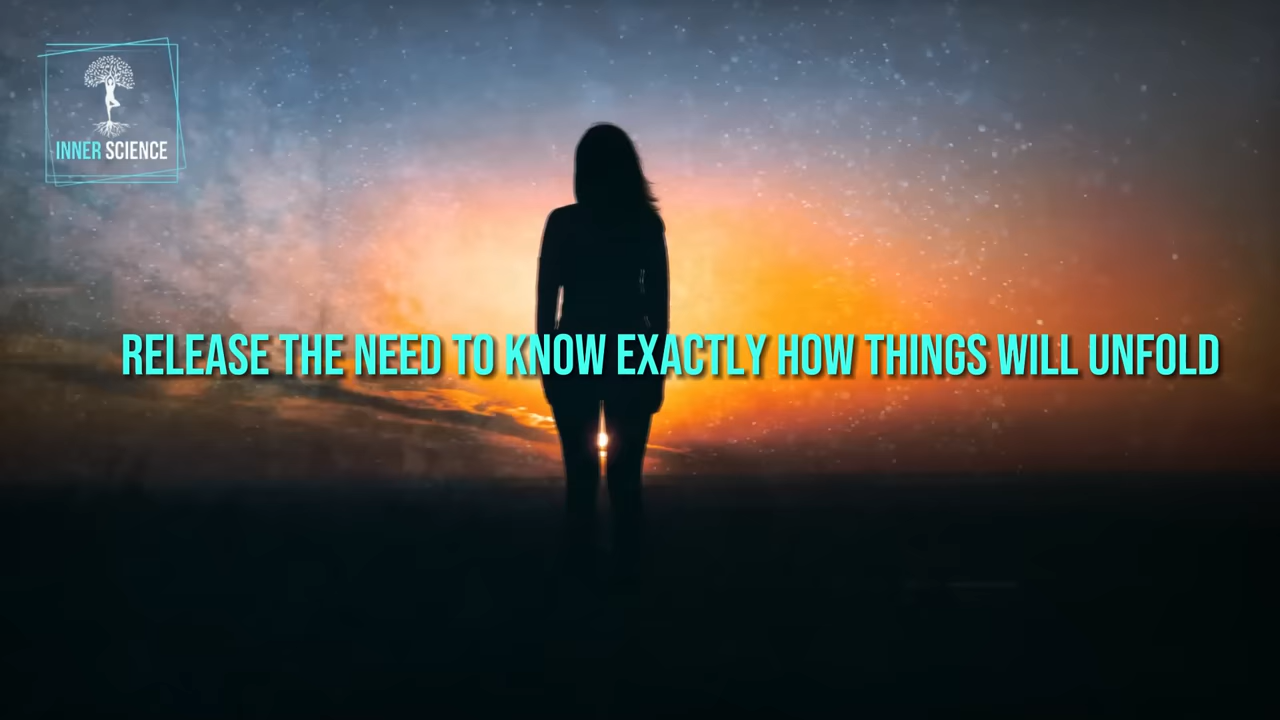 INNER SCIENCE
RELEASE THE NEED TO KNOW EXACTLY HOW THINGS WILL UNFOLD